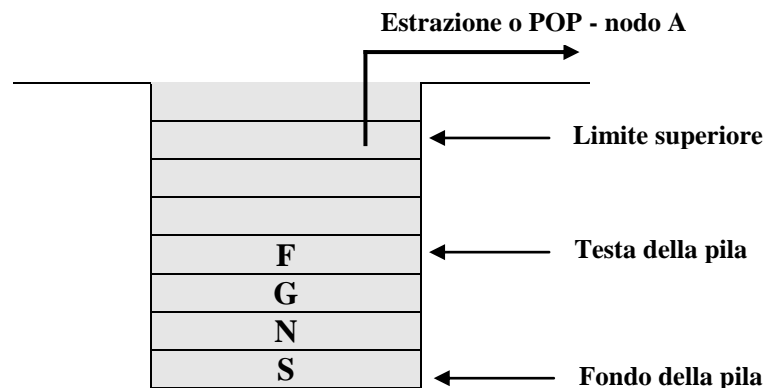 Estrazione o POP - nodo A
Limite superiore
F
Testa della pila
G
N
S
Fondo della pila